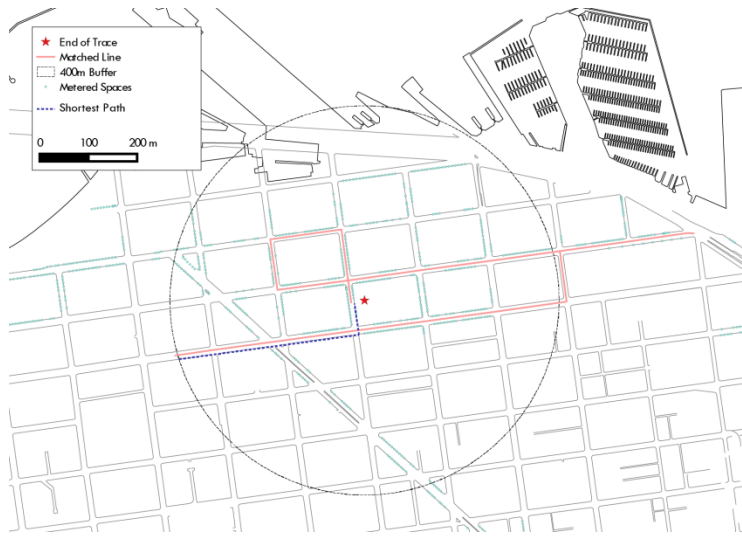 End of Trace
Matched Line
400m Buffer
Metered Spaces
Shortest Path
0 100 200 m